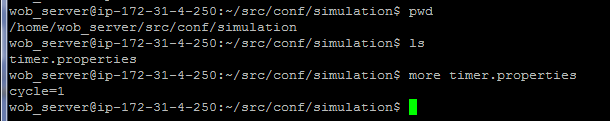 wob_server@ip-172-31-4-250:~/src/conf/simulation$ pwd
/home/wob_server/src/conf/simulation
wob_server@ip-172-31-4-250:~/src/conf/simulation$ ls
timer.properties
wob_server@ip-172-31-4-250:~/src/conf/simulation$ more timer.properties
cycle=1
wob_server@ip-172-31-4-250:~/src/conf/simulation$